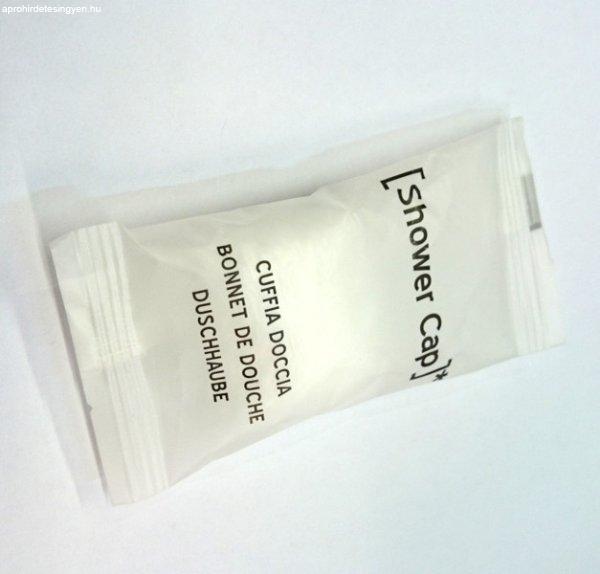 aprohirdetesingyen.hu
[Shower Cap]*
CUFFIA DOCCIA
BONNET DE DOUCHE
DUSCHHAUBE